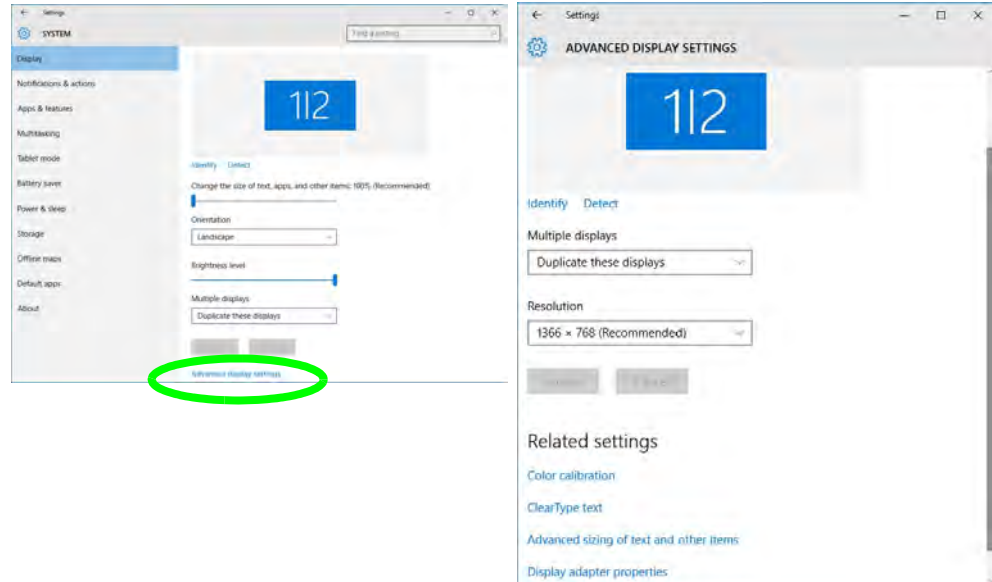 Settings
SYSTEM
Find a setting
Display
Notifications & actions
Apps & features
Multitasking
Tablet mode
Battery saver
Power & sleep
Storage
Offline maps
Default apps
About
1|2
Identify Detect
Change the size of text, apps, and other items: 100% (Recommended)
Orientation
Landscape
Brightness level
Multiple displays
Duplicate these displays
Advanced display settings
Settings
ADVANCED DISPLAY SETTINGS
1|2
Identify Detect
Multiple displays
Duplicate these displays
Resolution
1366 × 768 (Recommended)
Related settings
Color calibration
ClearType text
Advanced sizing of text and other items
Display adapter properties